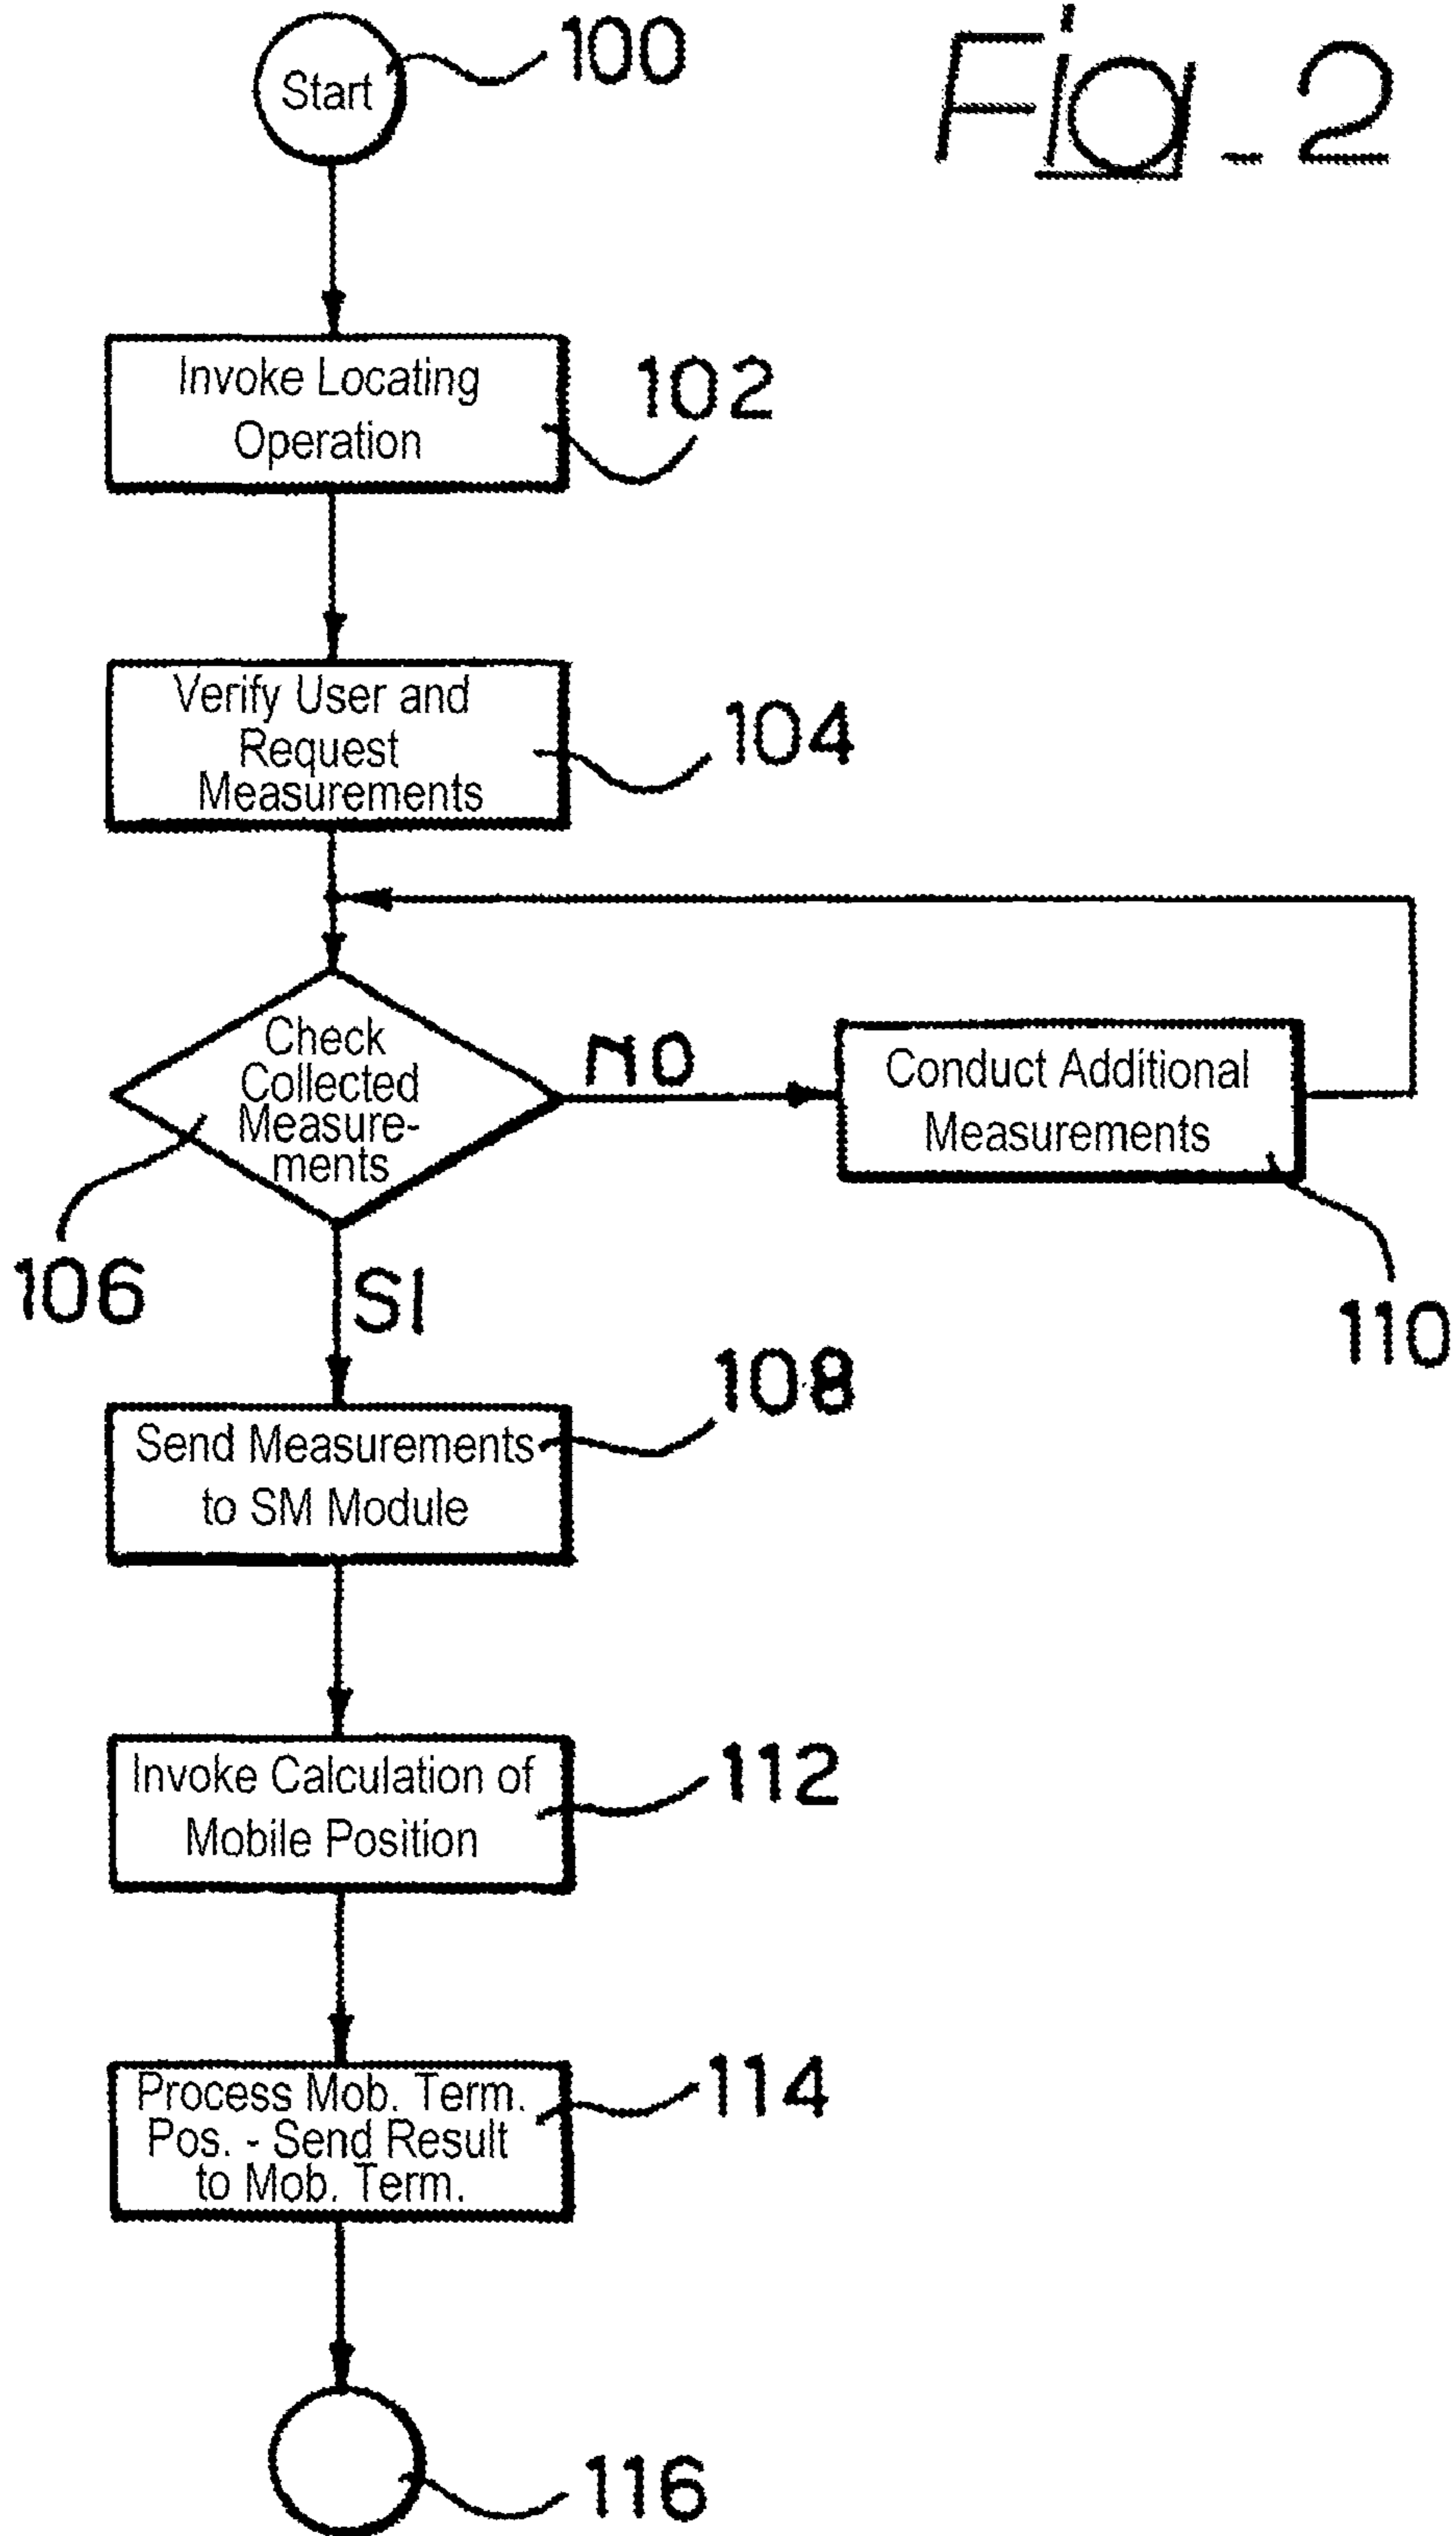 Fig_2
Start
100
Invoke Locating
Operation
102
Verify User and
Request
Measurements
104
Check
Collected
Measure-
ments
106
NO
Conduct Additional
Measurements
110
SI
Send Measurements
to SM Module
108
Invoke Calculation of
Mobile Position
112
Process Mob. Term.
Pos. - Send Result
to Mob. Term.
114
116